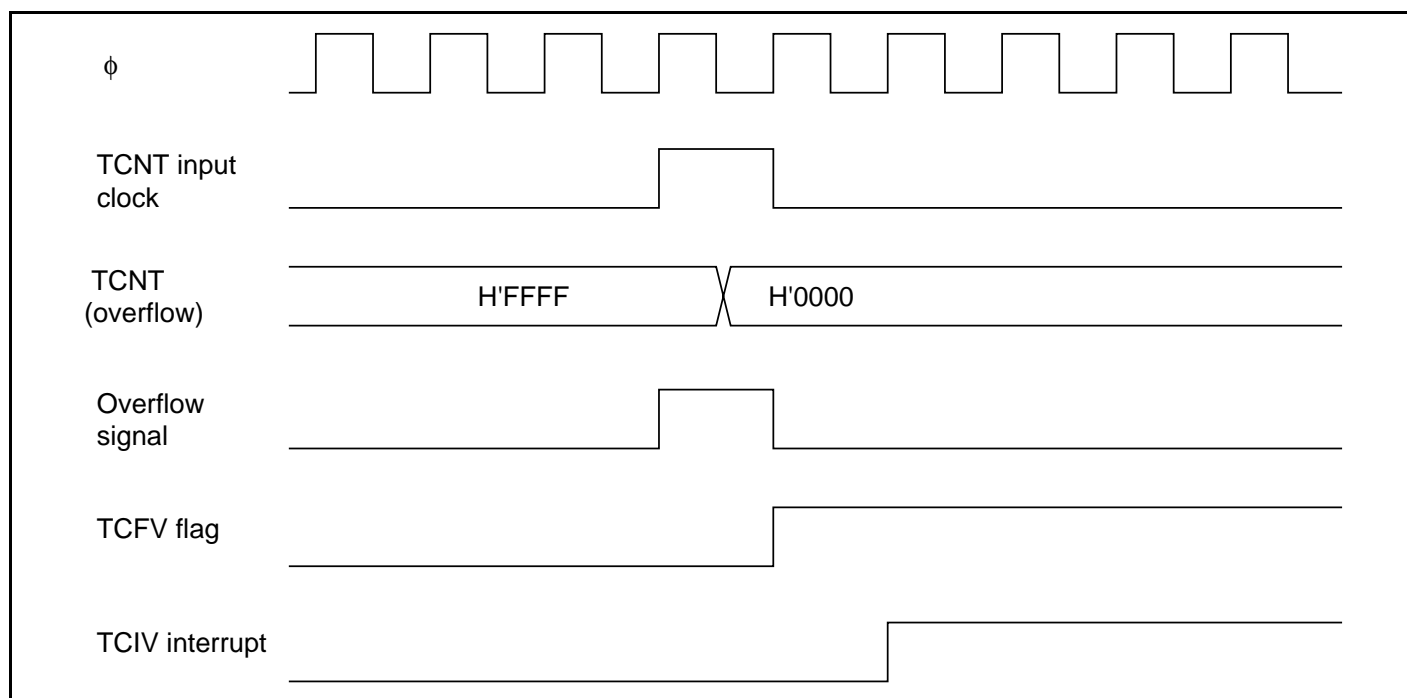 ϕ
TCNT input
clock
TCNT
(overflow)
H'FFFF
H'0000
Overflow
signal
TCFV flag
TCIV interrupt